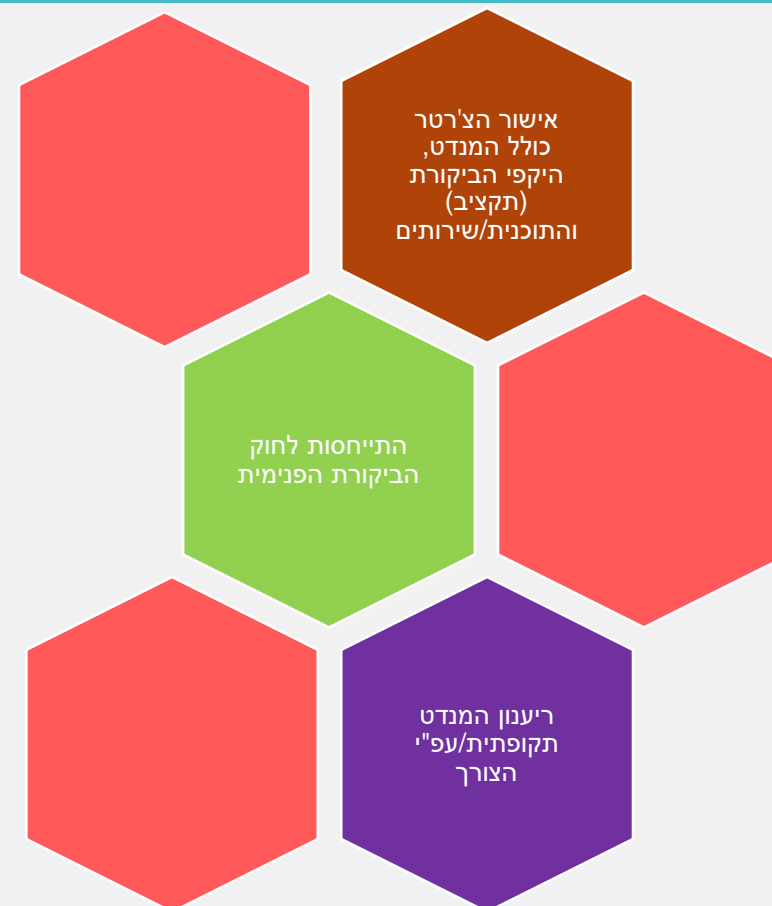 אישור הצ'רטר
כולל המנדט,
היקפי הביקורת
(תקציב)
והתוכנית/שירותים
התייחסות לחוק
הביקורת הפנימית
ריענון המנדט
תקופתית/עפ"י
הצורך